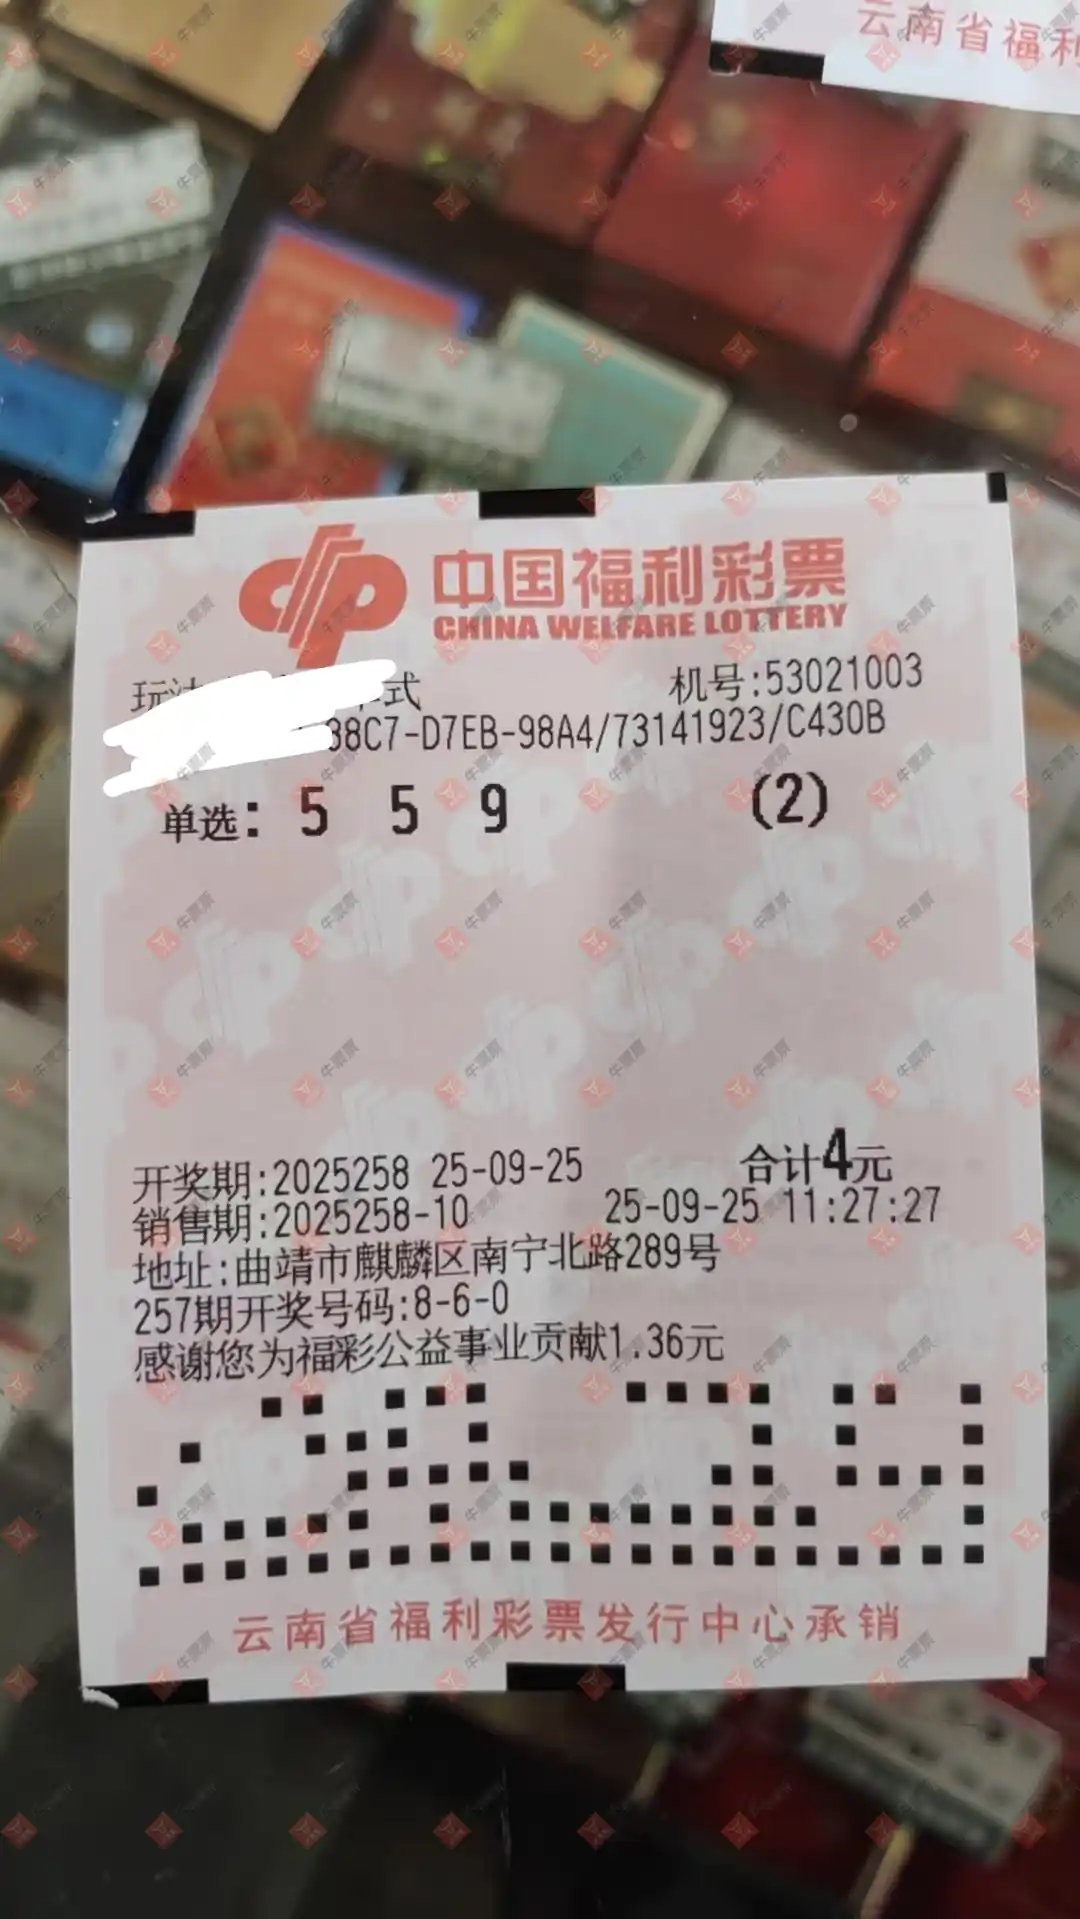 云南省福利
中国福利彩票
CHINA WELFARE LOTTERY
玩法 式 机号:53021003
38C7-D7EB-98A4/73141923/C430B
单选: 5 5 9 (2)
开奖期:2025258 25-09-25 合计4元
销售期:2025258-10 25-09-25 11:27:27
地址:曲靖市麒麟区南宁北路289号
257期开奖号码:8-6-0
感谢您为福彩公益事业贡献1.36元
云南省福利彩票发行中心承销
牛票票